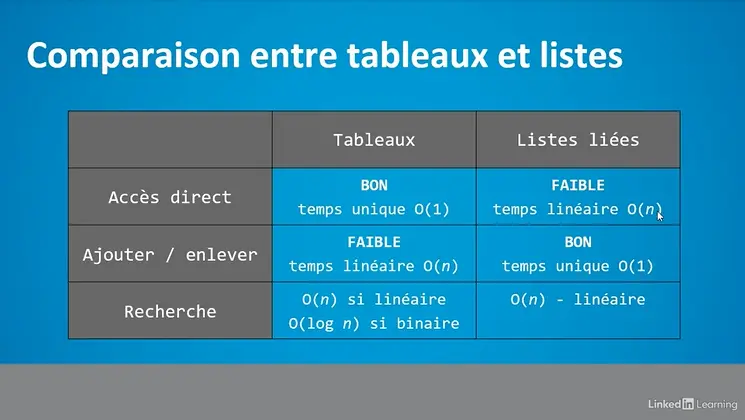 Comparaison entre tableaux et listes
Tableaux
Listes liées
Accès direct
BON
temps unique O(1)
FAIBLE
temps linéaire O(n)
Ajouter / enlever
FAIBLE
temps linéaire O(n)
BON
temps unique O(1)
Recherche
O(n) si linéaire
O(log n) si binaire
O(n) - linéaire
Linked in Learning